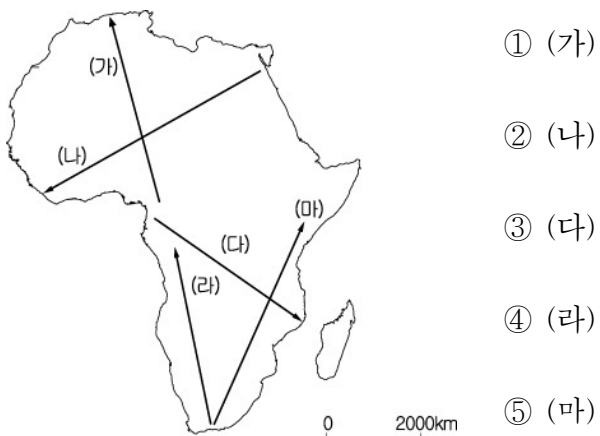 ① (가)
(가)
② (나)
(나)
③ (다)
(마)
(다)
④ (라)
(라)
⑤ (마)
0 2000km